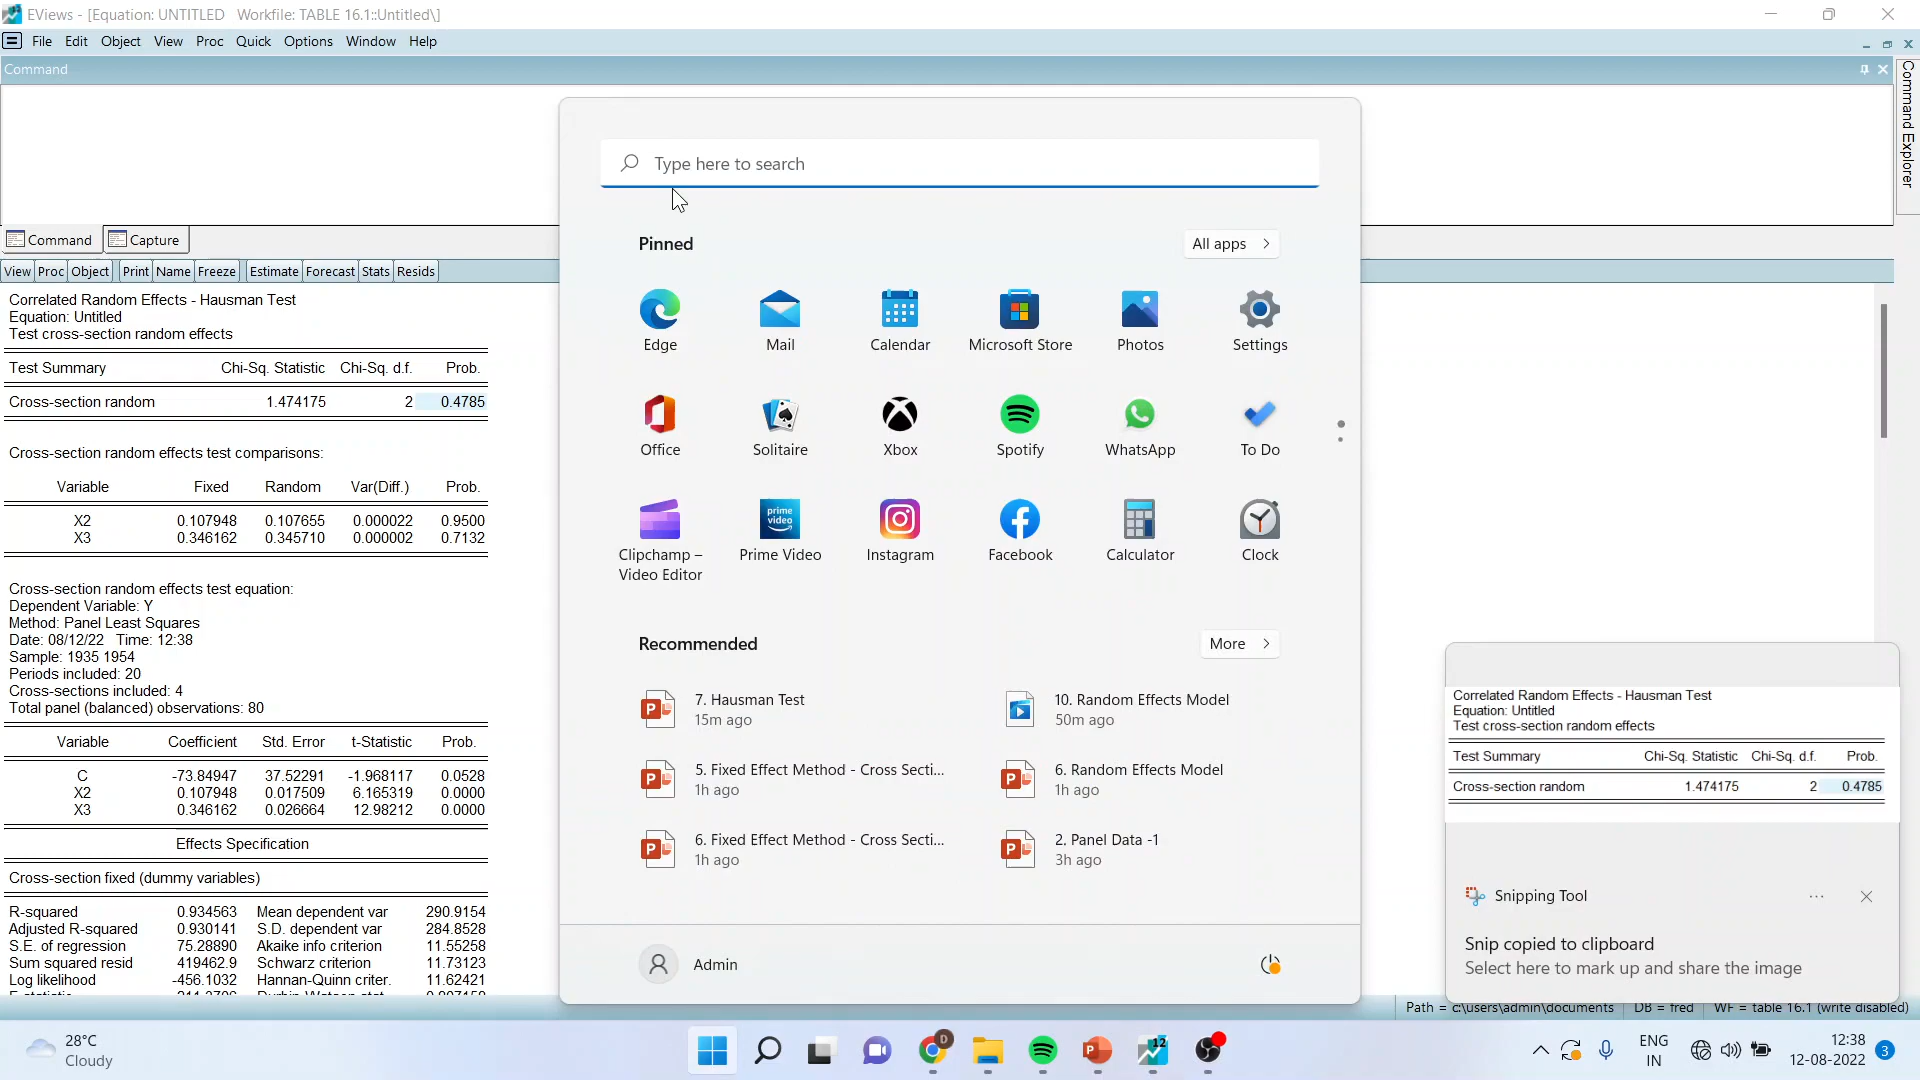 EViews - [Equation: UNTITLED   Workfile: TABLE 16.1::Untitled\]
File Edit Object View Proc Quick Options Window Help
Command
Command Explorer
Command Capture
View Proc Object Print Name Freeze Estimate Forecast Stats Resids
Correlated Random Effects - Hausman Test
Equation: Untitled
Test cross-section random effects
Test Summary Chi-Sq. Statistic Chi-Sq. d.f. Prob.
Cross-section random 1.474175 2 0.4785
Cross-section random effects test comparisons:
Variable Fixed Random Var(Diff.) Prob.
X2 0.107948 0.107655 0.000022 0.9500
X3 0.346162 0.345710 0.000002 0.7132
Cross-section random effects test equation:
Dependent Variable: Y
Method: Panel Least Squares
Date: 08/12/22 Time: 12:38
Sample: 1935 1954
Periods included: 20
Cross-sections included: 4
Total panel (balanced) observations: 80
Variable Coefficient Std. Error t-Statistic Prob.
C -73.84947 37.52291 -1.968117 0.0528
X2 0.107948 0.017509 6.165319 0.0000
X3 0.346162 0.026664 12.98212 0.0000
Effects Specification
Cross-section fixed (dummy variables)
R-squared 0.934563 Mean dependent var 290.9154
Adjusted R-squared 0.930141 S.D. dependent var 284.8528
S.E. of regression 75.28890 Akaike info criterion 11.55258
Sum squared resid 419462.9 Schwarz criterion 11.73123
Log likelihood -456.1032 Hannan-Quinn criter. 11.62421
Type here to search
Pinned
All apps
Edge Mail Calendar Microsoft Store Photos Settings
Office Solitaire Xbox Spotify WhatsApp To Do
prime
video
Clipchamp – Prime Video Instagram Facebook Calculator Clock
Video Editor
Recommended
More
7. Hausman Test
15m ago
10. Random Effects Model
50m ago
5. Fixed Effect Method - Cross Secti...
1h ago
6. Random Effects Model
1h ago
6. Fixed Effect Method - Cross Secti...
1h ago
2. Panel Data -1
3h ago
Admin
Correlated Random Effects - Hausman Test
Equation: Untitled
Test cross-section random effects
Test Summary Chi-Sq. Statistic Chi-Sq. d.f. Prob.
Cross-section random 1.474175 2 0.4785
Snipping Tool
Snip copied to clipboard
Select here to mark up and share the image
Path = c:\users\admin\documents DB = fred WF = table 16.1 (write disabled)
28°C
Cloudy
D
12
ENG
IN
12:38
12-08-2022
3